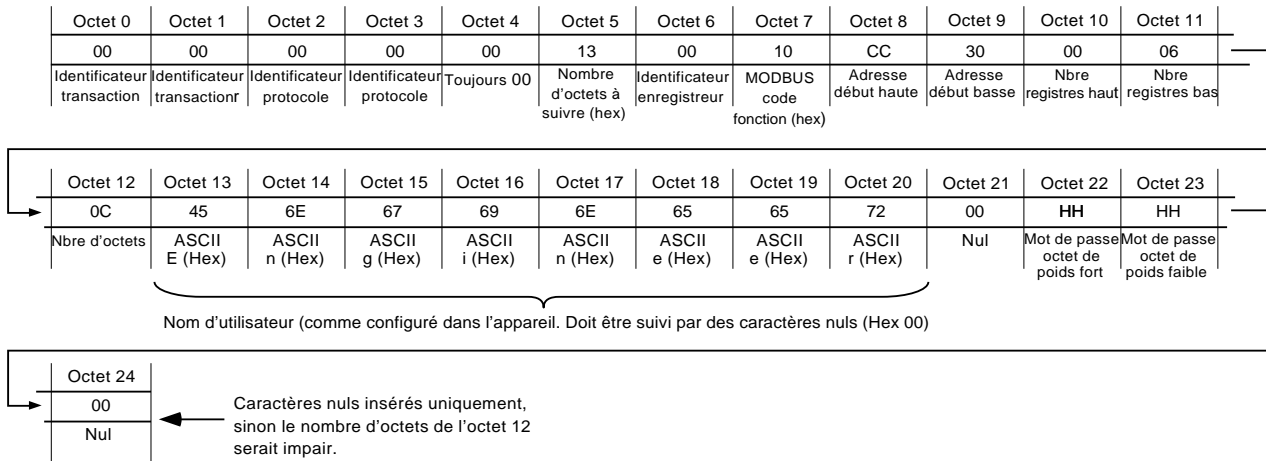 Octet 0 Octet 1 Octet 2 Octet 3 Octet 4 Octet 5 Octet 6 Octet 7 Octet 8 Octet 9 Octet 10 Octet 11
00 00 00 00 00 13 00 10 CC 30 00 06
Identificateur transaction Identificateur transactionr Identificateur protocole Identificateur protocole Toujours 00 Nombre d'octets à suivre (hex) Identificateur enregistreur MODBUS code fonction (hex) Adresse début haute Adresse début basse Nbre registres haut Nbre registres bas
Octet 12 Octet 13 Octet 14 Octet 15 Octet 16 Octet 17 Octet 18 Octet 19 Octet 20 Octet 21 Octet 22 Octet 23
0C 45 6E 67 69 6E 65 65 72 00 HH HH
Nbre d'octets ASCII E (Hex) ASCII n (Hex) ASCII g (Hex) ASCII i (Hex) ASCII n (Hex) ASCII e (Hex) ASCII e (Hex) ASCII r (Hex) Nul Mot de passe octet de poids fort Mot de passe octet de poids faible
Nom d'utilisateur (comme configuré dans l'appareil. Doit être suivi par des caractères nuls (Hex 00)
Octet 24
00
Nul
Caractères nuls insérés uniquement,
sinon le nombre d'octets de l'octet 12
serait impair.